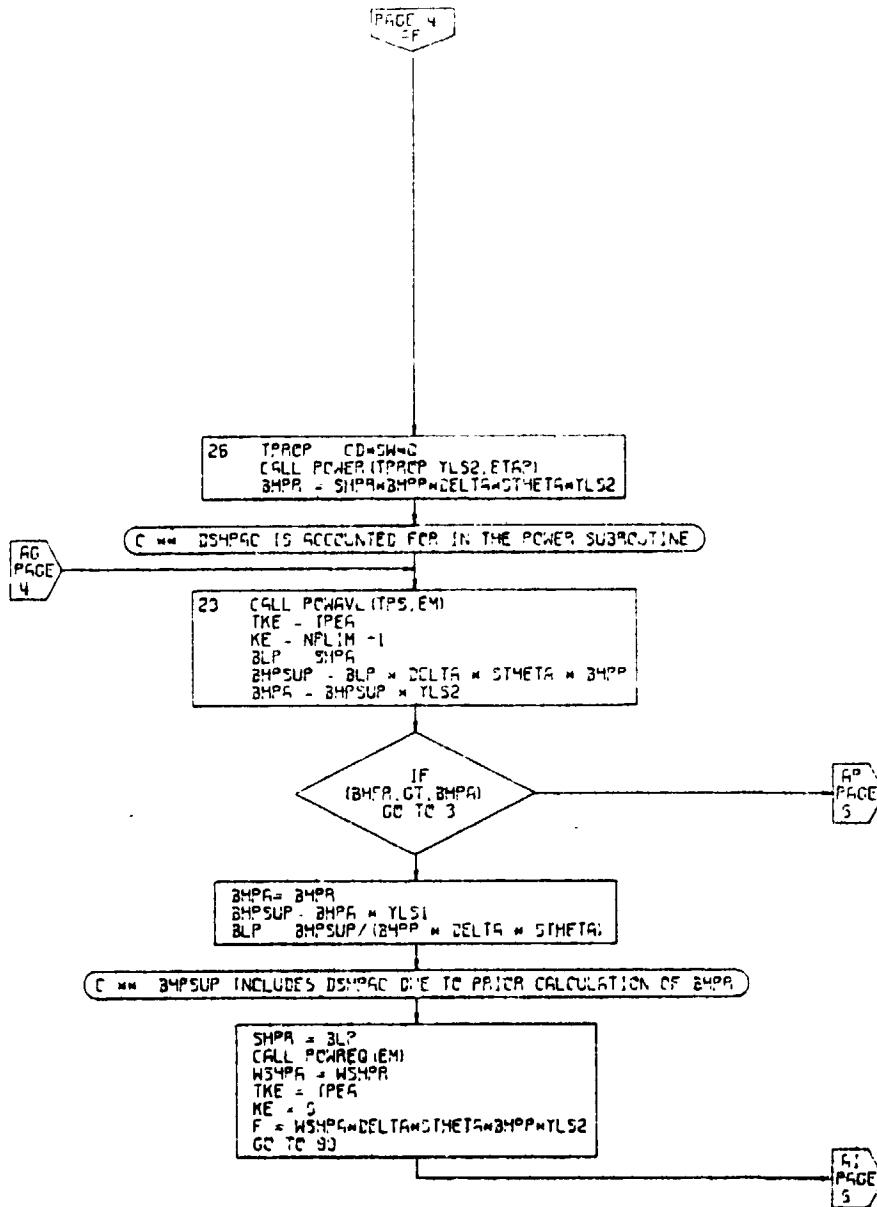 PAGE 4
26 TPROP CD*SW*Q
CALL POWER(TPROP YLS2,ETAP)
BHPR = SHPR*BHPP*DELTA*STHETA*YLS2
C ** DSHPAC IS ACCOUNTED FOR IN THE POWER SUBROUTINE
AG
PAGE
4
23 CALL POWAVL(TPS,EM)
TKE - TPEA
KE - NFLIM +1
BLP SHPA
BHPSUP - BLP * DELTA * STHETA * BHPP
BHPA - BHPSUP * YLS2
IF
(BHPR.GT.BHPA)
GO TO 3
AP
PAGE
5
BHPA= BHPR
BHPSUP- BHPA * YLS1
BLP BHPSUP/(BHPP * DELTA * STHETA)
C ** BHPSUP INCLUDES DSHPAC DUE TO PRIOR CALCULATION OF BHPR
SHPR = BLP
CALL POWREQ(EM)
WSHPA = WSHPR
TKE = TPEA
KE = 5
F = WSHPA*DELTA*STHETA*BHPP*YLS2
GO TO 90
AI
PAGE
5